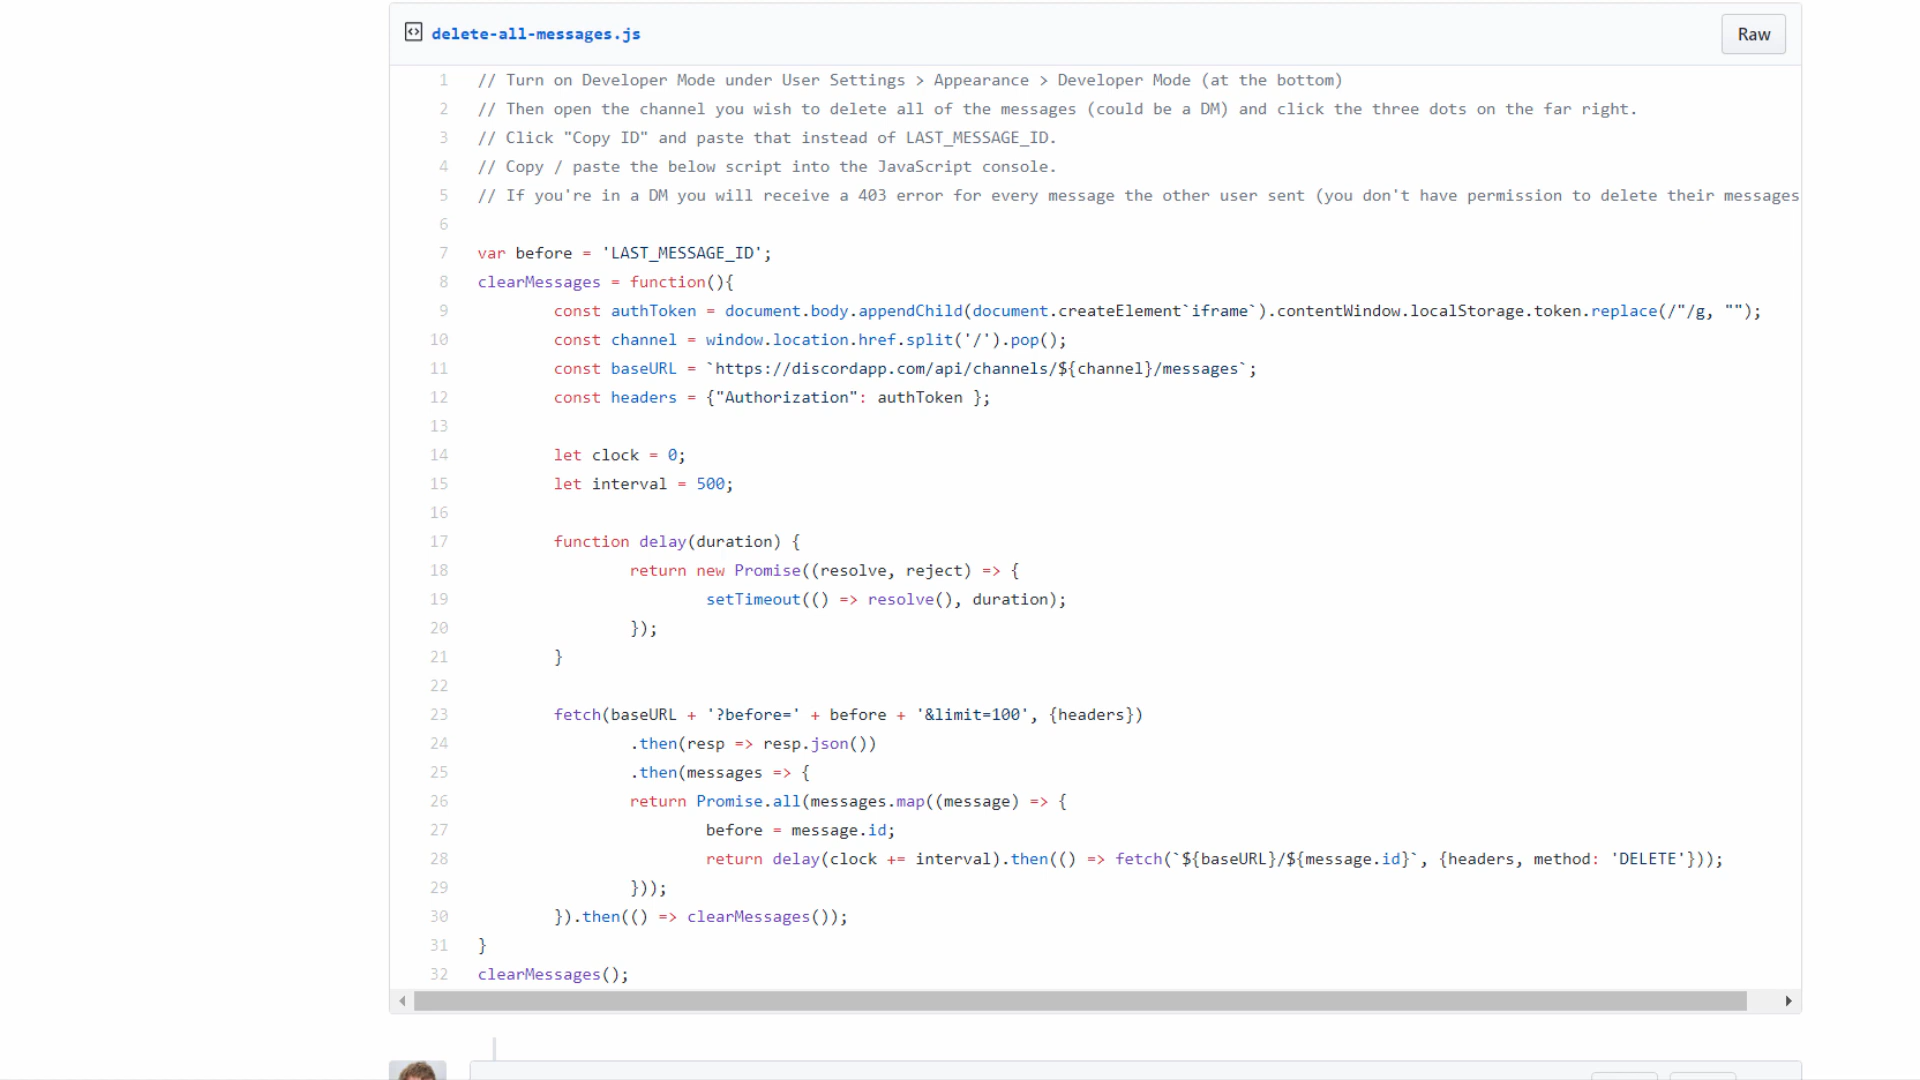 delete-all-messages.js
Raw
1 // Turn on Developer Mode under User Settings > Appearance > Developer Mode (at the bottom)
2 // Then open the channel you wish to delete all of the messages (could be a DM) and click the three dots on the far right.
3 // Click "Copy ID" and paste that instead of LAST_MESSAGE_ID.
4 // Copy / paste the below script into the JavaScript console.
5 // If you're in a DM you will receive a 403 error for every message the other user sent (you don't have permission to delete their messages
6
7 var before = 'LAST_MESSAGE_ID';
8 clearMessages = function(){
9 const authToken = document.body.appendChild(document.createElement`iframe`).contentWindow.localStorage.token.replace(/"/g, "");
10 const channel = window.location.href.split('/').pop();
11 const baseURL = `https://discordapp.com/api/channels/${channel}/messages`;
12 const headers = {"Authorization": authToken };
13
14 let clock = 0;
15 let interval = 500;
16
17 function delay(duration) {
18 return new Promise((resolve, reject) => {
19 setTimeout(() => resolve(), duration);
20 });
21 }
22
23 fetch(baseURL + '?before=' + before + '&limit=100', {headers})
24 .then(resp => resp.json())
25 .then(messages => {
26 return Promise.all(messages.map((message) => {
27 before = message.id;
28 return delay(clock += interval).then(() => fetch(`${baseURL}/${message.id}`, {headers, method: 'DELETE'}));
29 }));
30 }).then(() => clearMessages());
31 }
32 clearMessages();